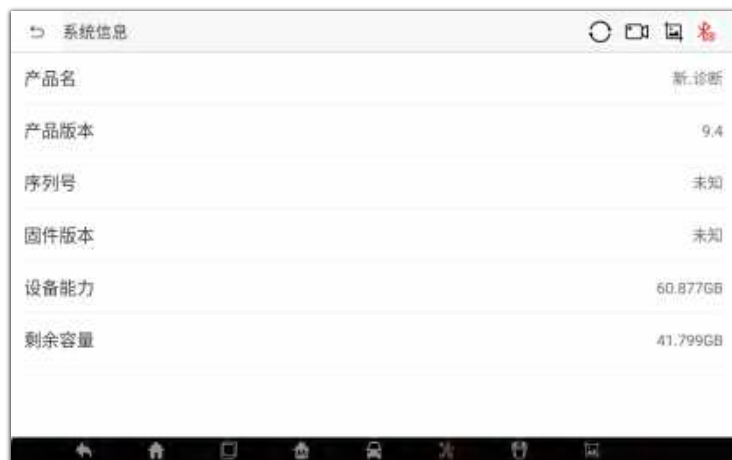 系统信息
产品名 新.诊断
产品版本 9.4
序列号 未知
固件版本 未知
设备能力 60.877GB
剩余容量 41.799GB